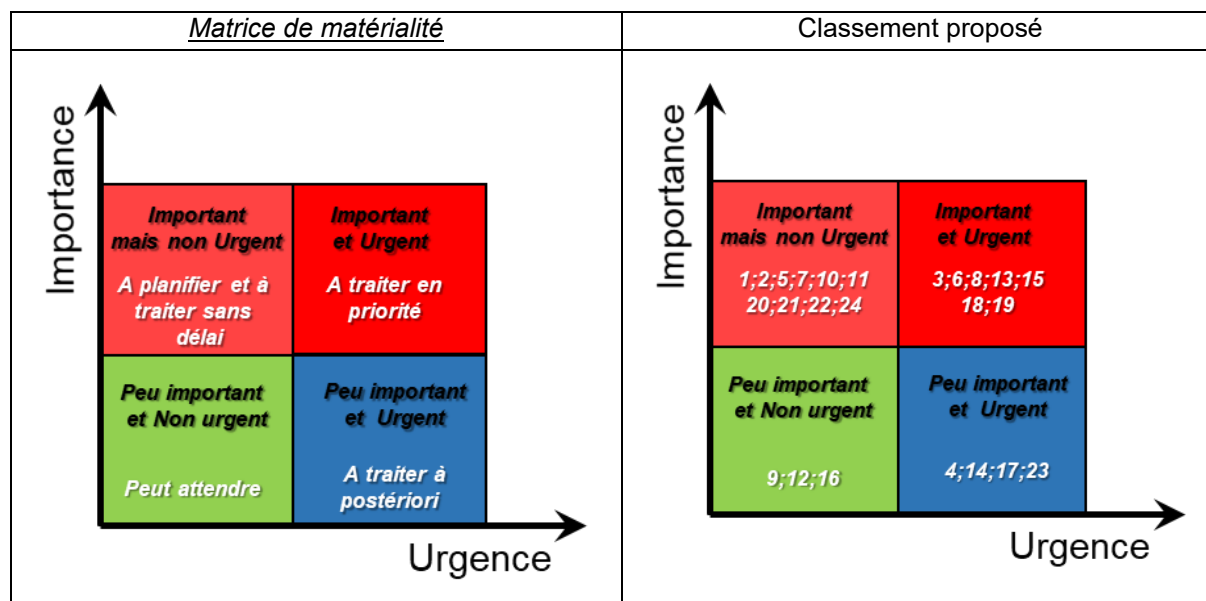 Matrice de matérialité
Classement proposé
Importance
Important
mais non Urgent
A planifier et à
traiter sans
délai
Important
et Urgent
A traiter en
priorité
Peu important
et Non urgent
Peut attendre
Peu important
et Urgent
A traiter à
postériori
Urgence
Importance
Important
mais non Urgent
1;2;5;7;10;11
20;21;22;24
Important
et Urgent
3;6;8;13;15
18;19
Peu important
et Non urgent
9;12;16
Peu important
et Urgent
4;14;17;23
Urgence